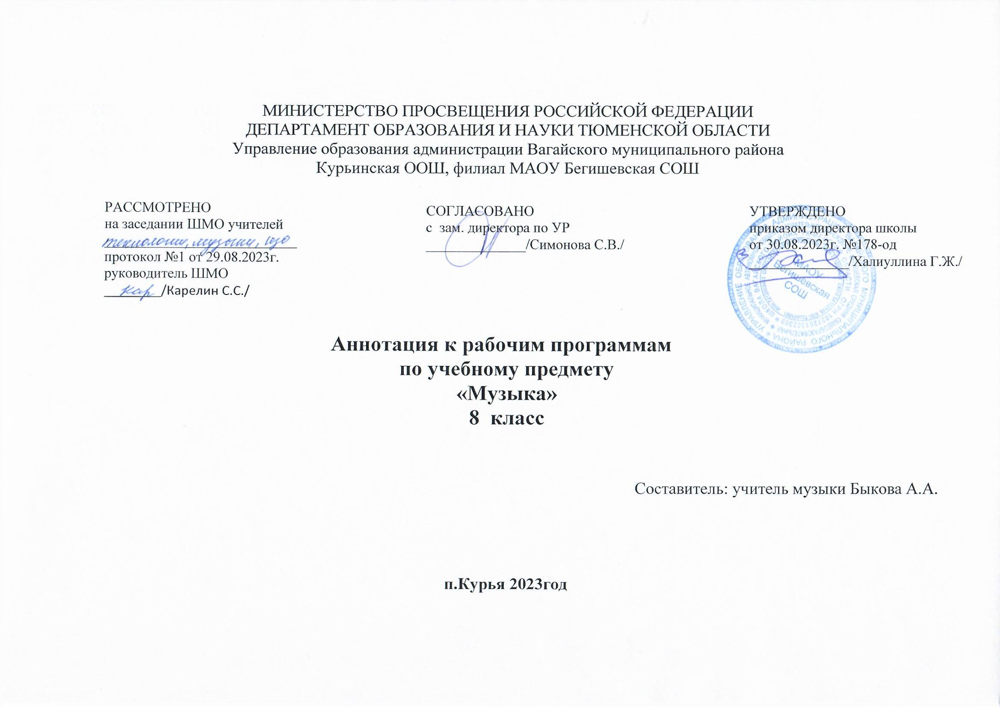 МИНИСТЕРСТВО ПРОСВЕЩЕНИЯ РОССИЙСКОЙ ФЕДЕРАЦИИ
ДЕПАРТАМЕНТ ОБРАЗОВАНИЯ И НАУКИ ТЮМЕНСКОЙ ОБЛАСТИ
Управление образования администрации Вагайского муниципального района
Курьинская ООШ, филиал МАОУ Бегишевская СОШ
РАССМОТРЕНО
на заседании ШМО учителей
технологии, музыки, изо
протокол №1 от 29.08.2023г.
руководитель ШМО
Кар /Карелин С.С./
СОГЛАСОВАНО
с зам. директора по УР
/Симонова С.В./
УТВЕРЖДЕНО
приказом директора школы
от 30.08.2023г. №178-од
/Халиуллина Г.Ж./
МАОУ
Бегишевская
СОШ
Аннотация к рабочим программам
по учебному предмету
«Музыка»
8 класс
Составитель: учитель музыки Быкова А.А.
п.Курья 2023год